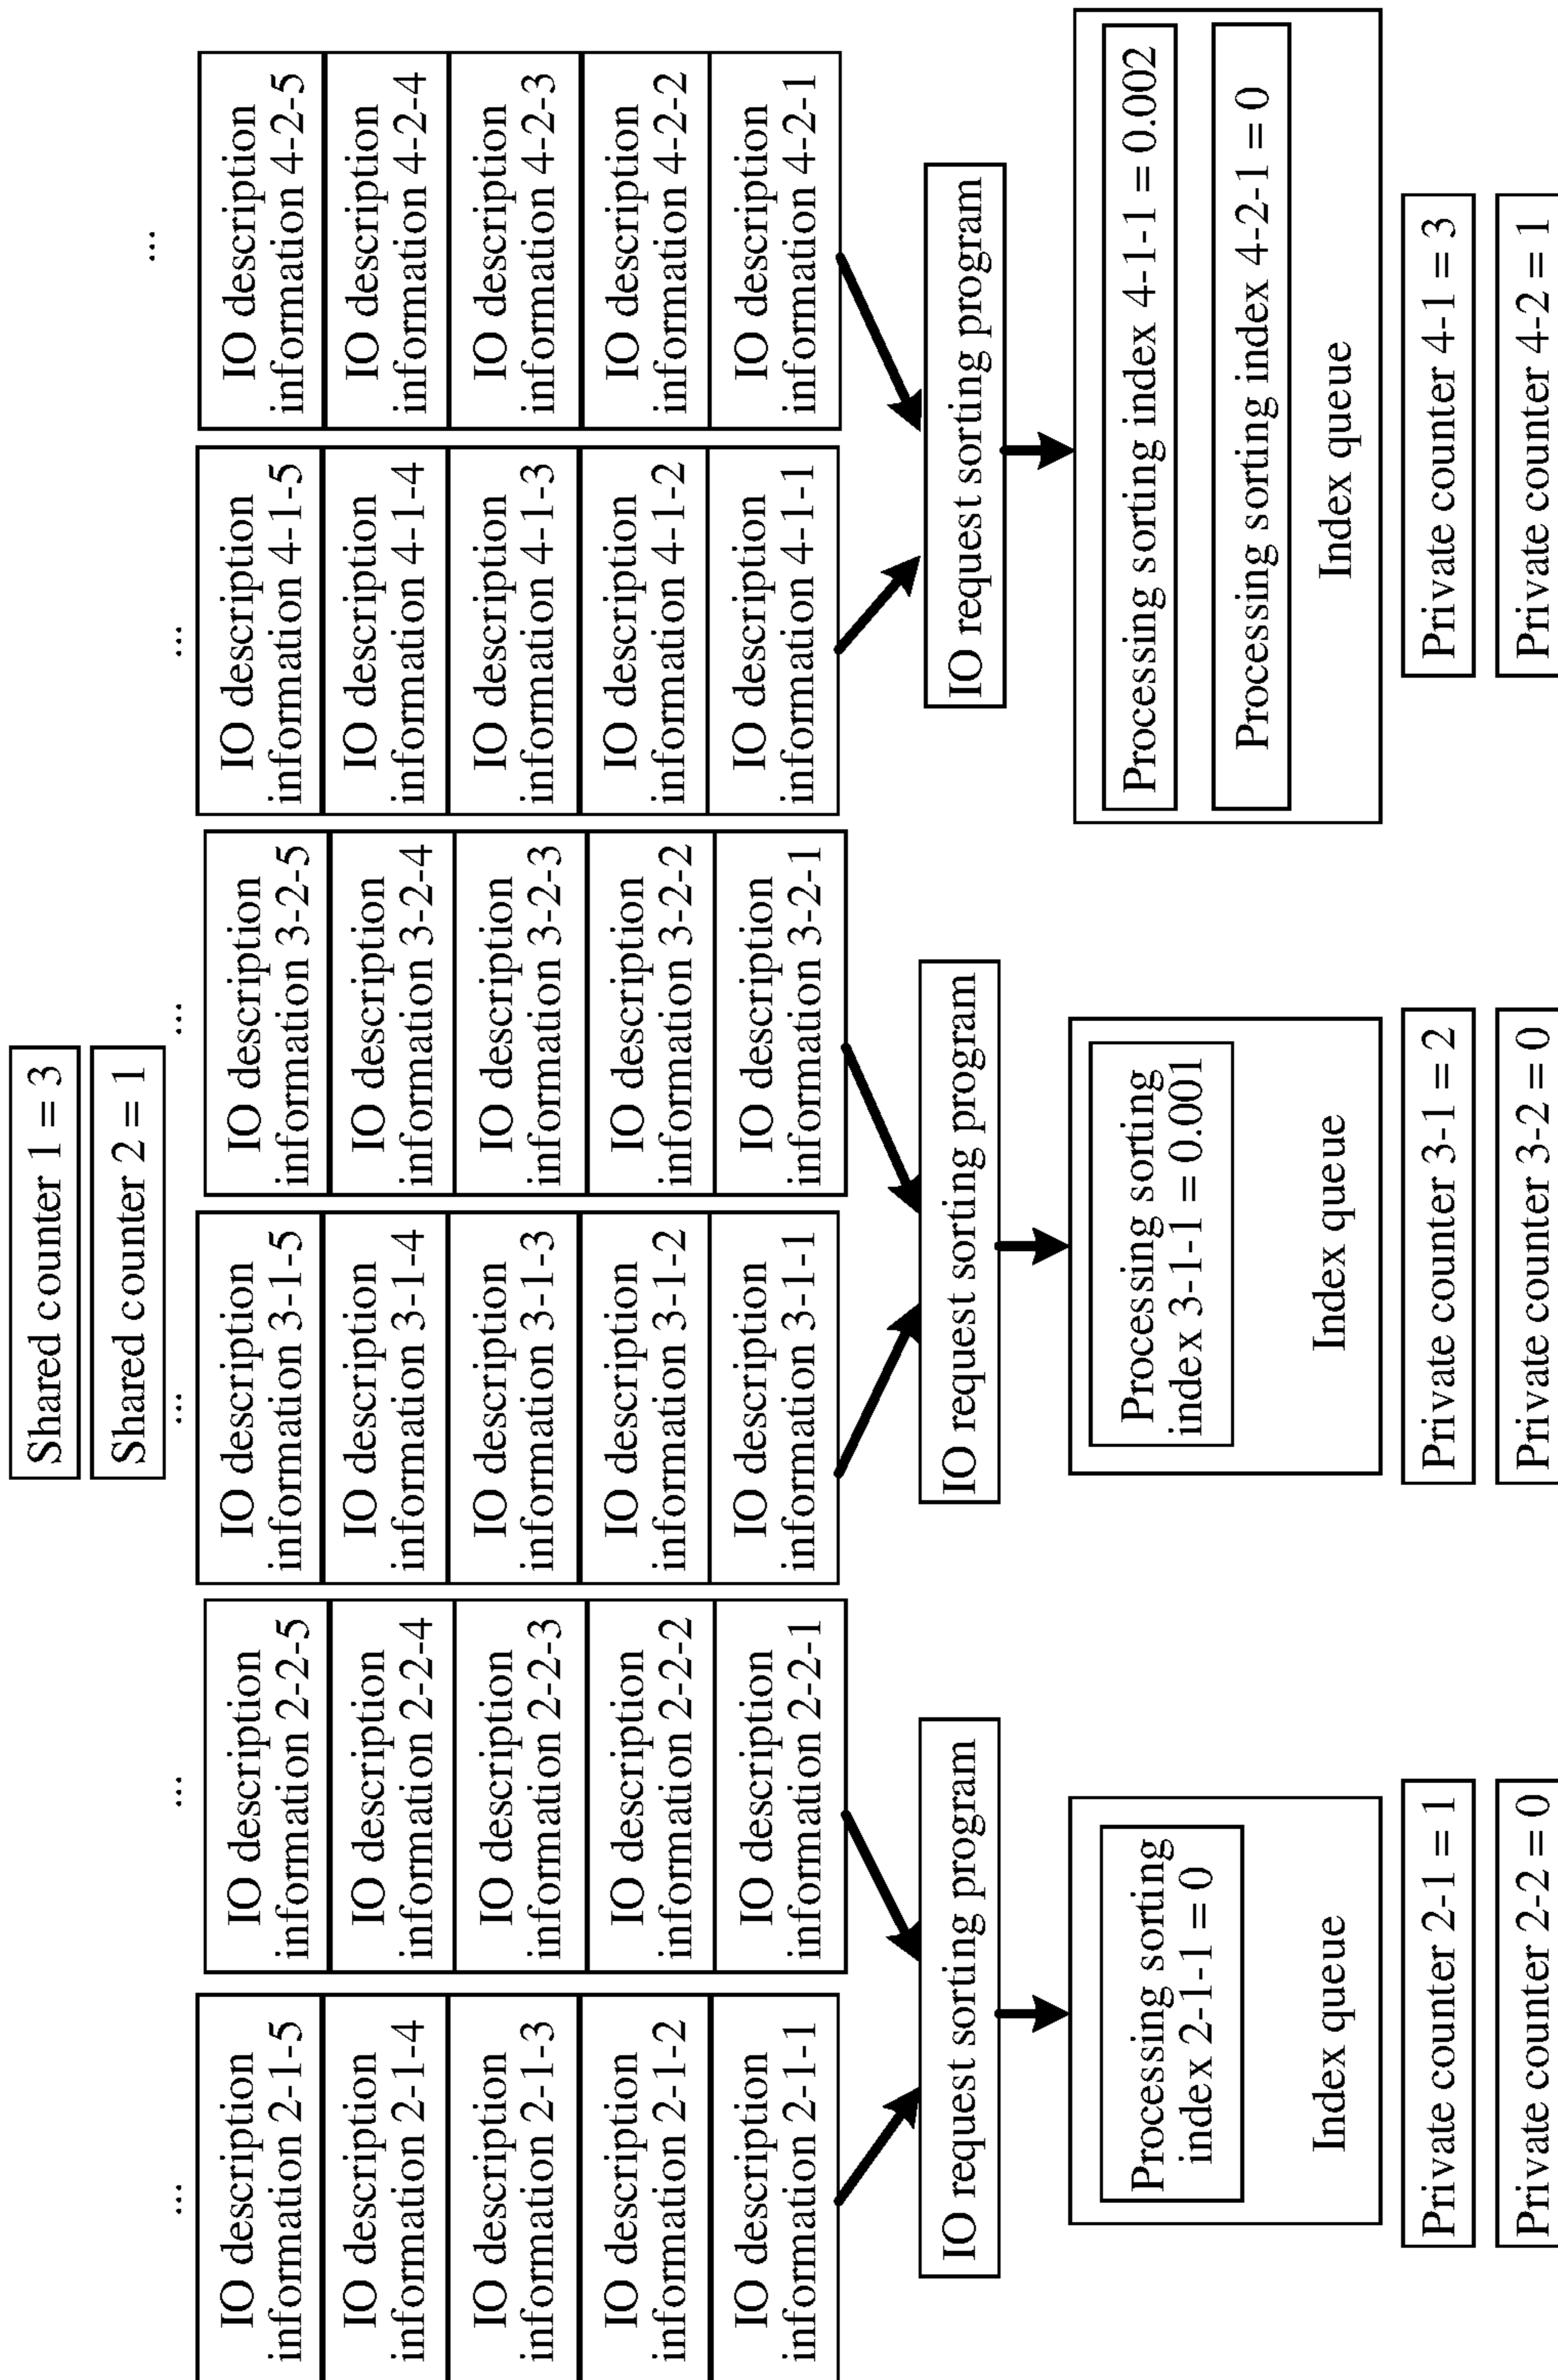 Shared counter 1 = 3
Shared counter 2 = 1
...
...
...
...
...
...
IO description
information 2-1-5
IO description
information 2-1-4
IO description
information 2-1-3
IO description
information 2-1-2
IO description
information 2-1-1
IO description
information 2-2-5
IO description
information 2-2-4
IO description
information 2-2-3
IO description
information 2-2-2
IO description
information 2-2-1
IO request sorting program
Processing sorting
index 2-1-1 = 0
Index queue
Private counter 2-1 = 1
Private counter 2-2 = 0
IO description
information 3-1-5
IO description
information 3-1-4
IO description
information 3-1-3
IO description
information 3-1-2
IO description
information 3-1-1
IO description
information 3-2-5
IO description
information 3-2-4
IO description
information 3-2-3
IO description
information 3-2-2
IO description
information 3-2-1
IO request sorting program
Processing sorting
index 3-1-1 = 0.001
Index queue
Private counter 3-1 = 2
Private counter 3-2 = 0
IO description
information 4-1-5
IO description
information 4-1-4
IO description
information 4-1-3
IO description
information 4-1-2
IO description
information 4-1-1
IO description
information 4-2-5
IO description
information 4-2-4
IO description
information 4-2-3
IO description
information 4-2-2
IO description
information 4-2-1
IO request sorting program
Processing sorting index 4-1-1 = 0.002
Processing sorting index 4-2-1 = 0
Index queue
Private counter 4-1 = 3
Private counter 4-2 = 1